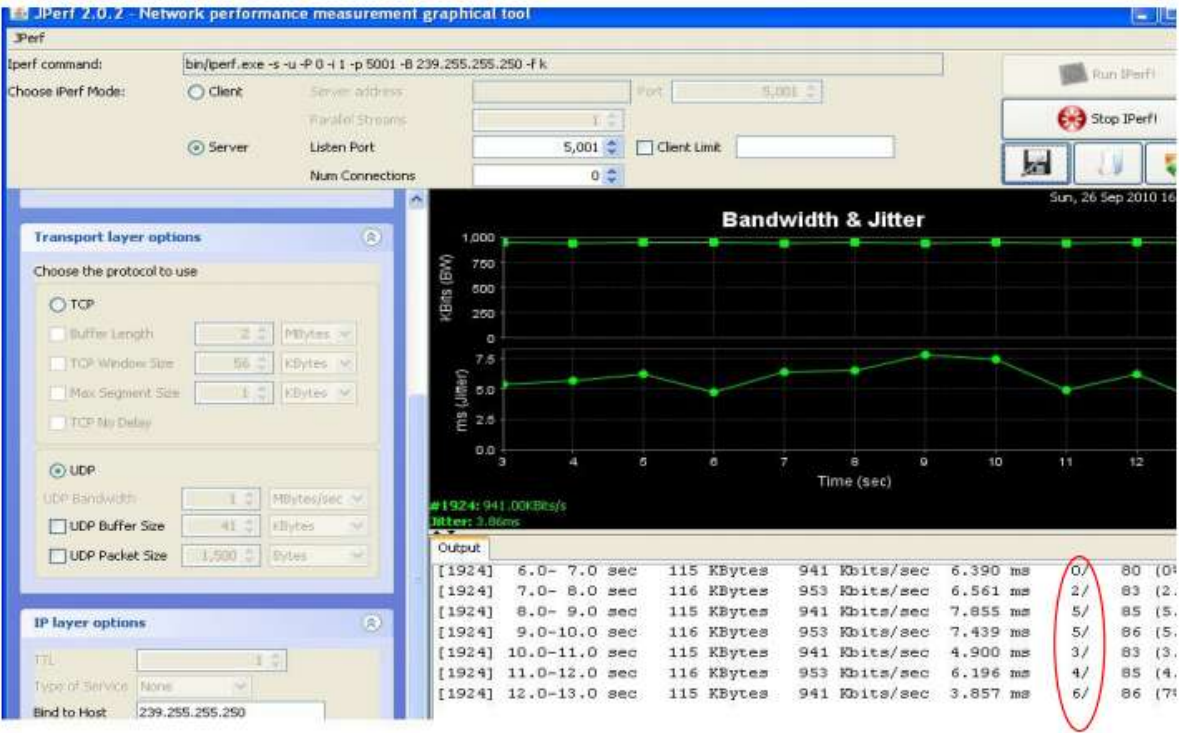 JPerf 2.0.2 - Network performance measurement graphical tool
JPerf
Iperf command:
bin/iperf.exe -s -u -P 0 -i 1 -p 5001 -B 239.255.255.250 -f k
Choose iPerf Mode:
Client
Server address
Port
5,001
Parallel Streams
1
Server
Listen Port
5,001
Client Limit
Num Connections
0
Run IPerf!
Stop IPerf!
Transport layer options
Choose the protocol to use
TCP
Buffer Length 2 MBytes
TCP Window Size 56 KBytes
Max Segment Size 1 KBytes
TCP No Delay
UDP
UDP Bandwidth 1 MBytes/sec
UDP Buffer Size 41 KBytes
UDP Packet Size 1,500 Bytes
IP layer options
TTL 1
Type of Service None
Bind to Host 239.255.255.250
Sun, 26 Sep 2010 16
Bandwidth & Jitter
KBits (BW)
1,000
750
500
250
0
ms (Jitter)
7.5
5.0
2.5
0.0
3 4 5 6 7 8 9 10 11 12
Time (sec)
#1924: 941.00KBits/s
Jitter: 3.86ms
Output
[1924] 6.0- 7.0 sec 115 KBytes 941 Kbits/sec 6.390 ms 0/ 80 (0%
[1924] 7.0- 8.0 sec 116 KBytes 953 Kbits/sec 6.561 ms 2/ 83 (2.
[1924] 8.0- 9.0 sec 115 KBytes 941 Kbits/sec 7.855 ms 5/ 85 (5.
[1924] 9.0-10.0 sec 116 KBytes 953 Kbits/sec 7.439 ms 5/ 86 (5.
[1924] 10.0-11.0 sec 115 KBytes 941 Kbits/sec 4.900 ms 3/ 83 (3.
[1924] 11.0-12.0 sec 116 KBytes 953 Kbits/sec 6.196 ms 4/ 85 (4.
[1924] 12.0-13.0 sec 115 KBytes 941 Kbits/sec 3.857 ms 6/ 86 (7%